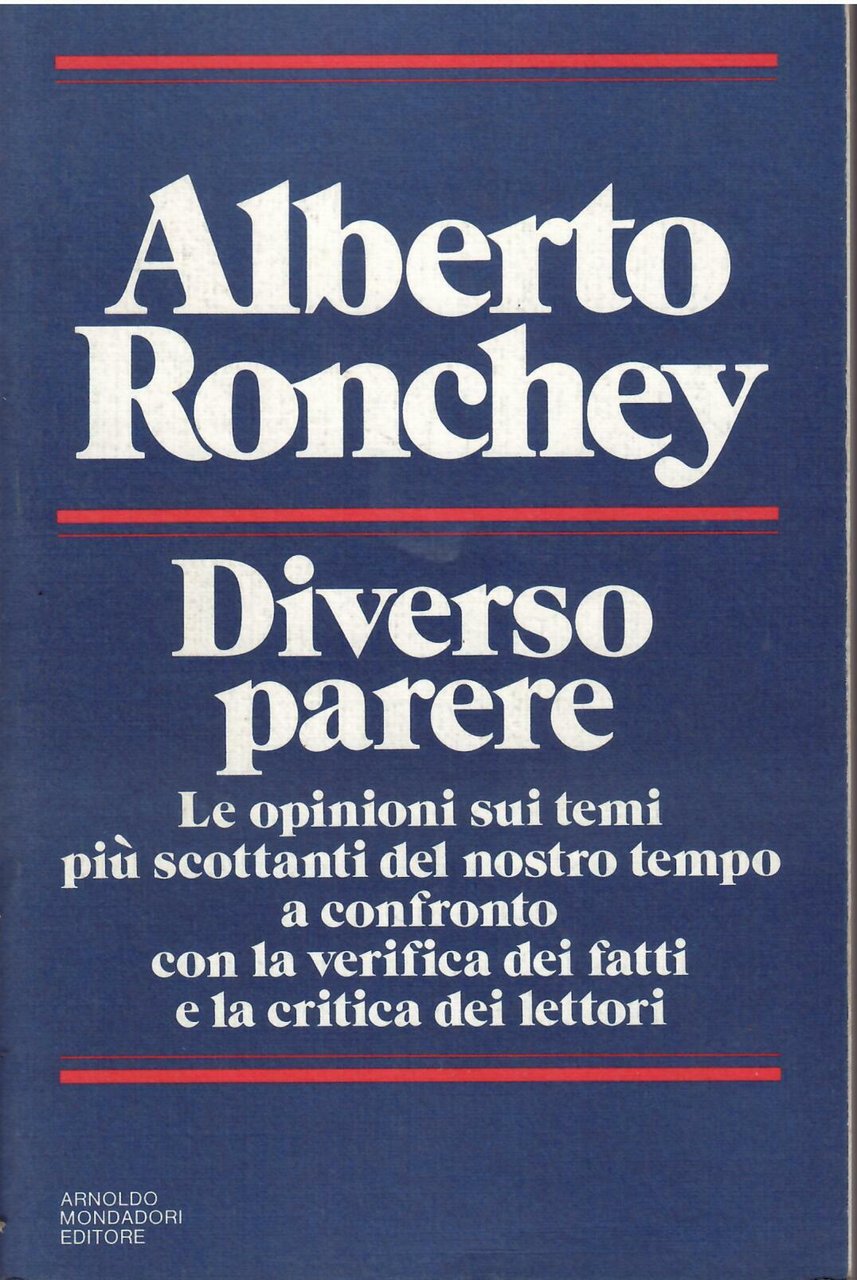 Alberto
Ronchey
Diverso
parere
Le opinioni sui temi
più scottanti del nostro tempo
a confronto
con la verifica dei fatti
e la critica dei lettori
ARNOLDO
MONDADORI
EDITORE